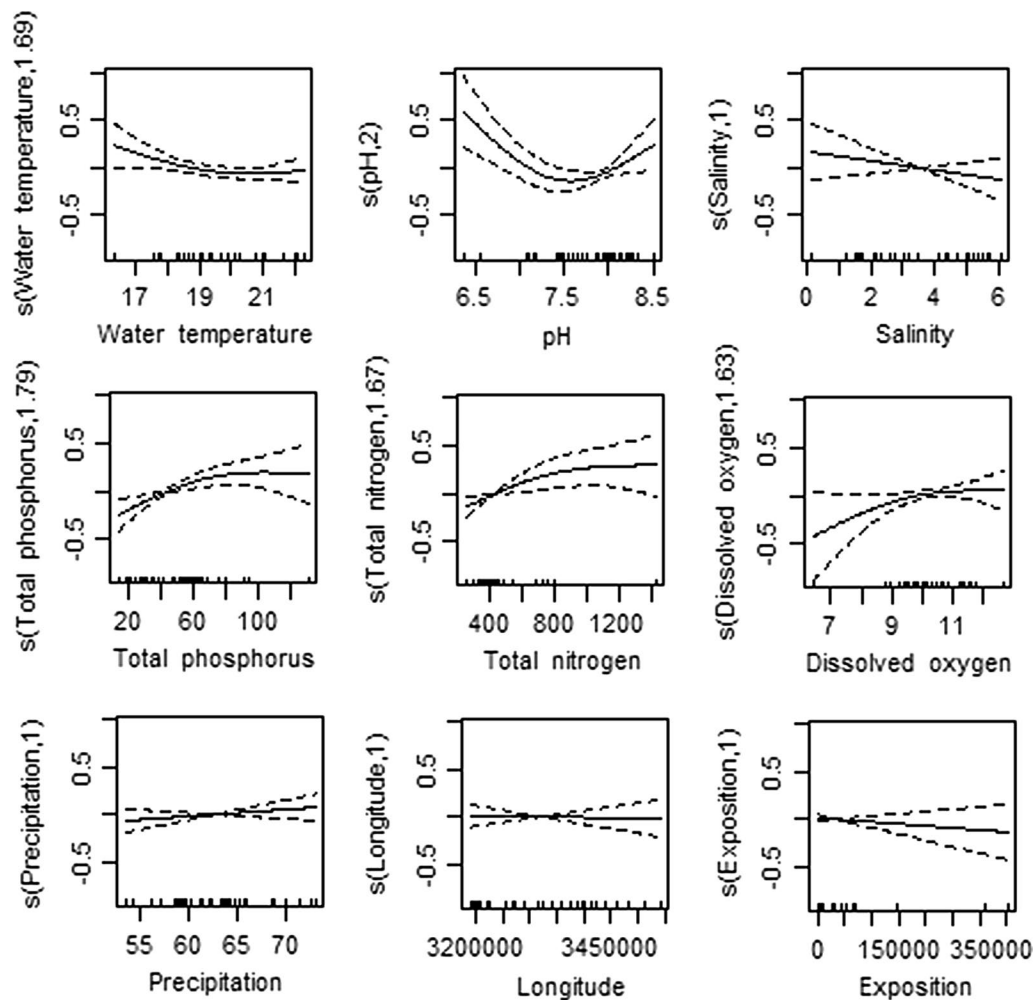 s(Water temperature,1.69)
0.5
-0.5
17 19 21
Water temperature
s(pH,2)
0.5
-0.5
6.5 7.5 8.5
pH
s(Salinity,1)
0.5
-0.5
0 2 4 6
Salinity
s(Total phosphorus,1.79)
0.5
-0.5
20 60 100
Total phosphorus
s(Total nitrogen,1.67)
0.5
-0.5
400 800 1200
Total nitrogen
s(Dissolved oxygen,1.63)
0.5
-0.5
7 9 11
Dissolved oxygen
s(Precipitation,1)
0.5
-0.5
55 60 65 70
Precipitation
s(Longitude,1)
0.5
-0.5
3200000 3450000
Longitude
s(Exposition,1)
0.5
-0.5
0 150000 350000
Exposition